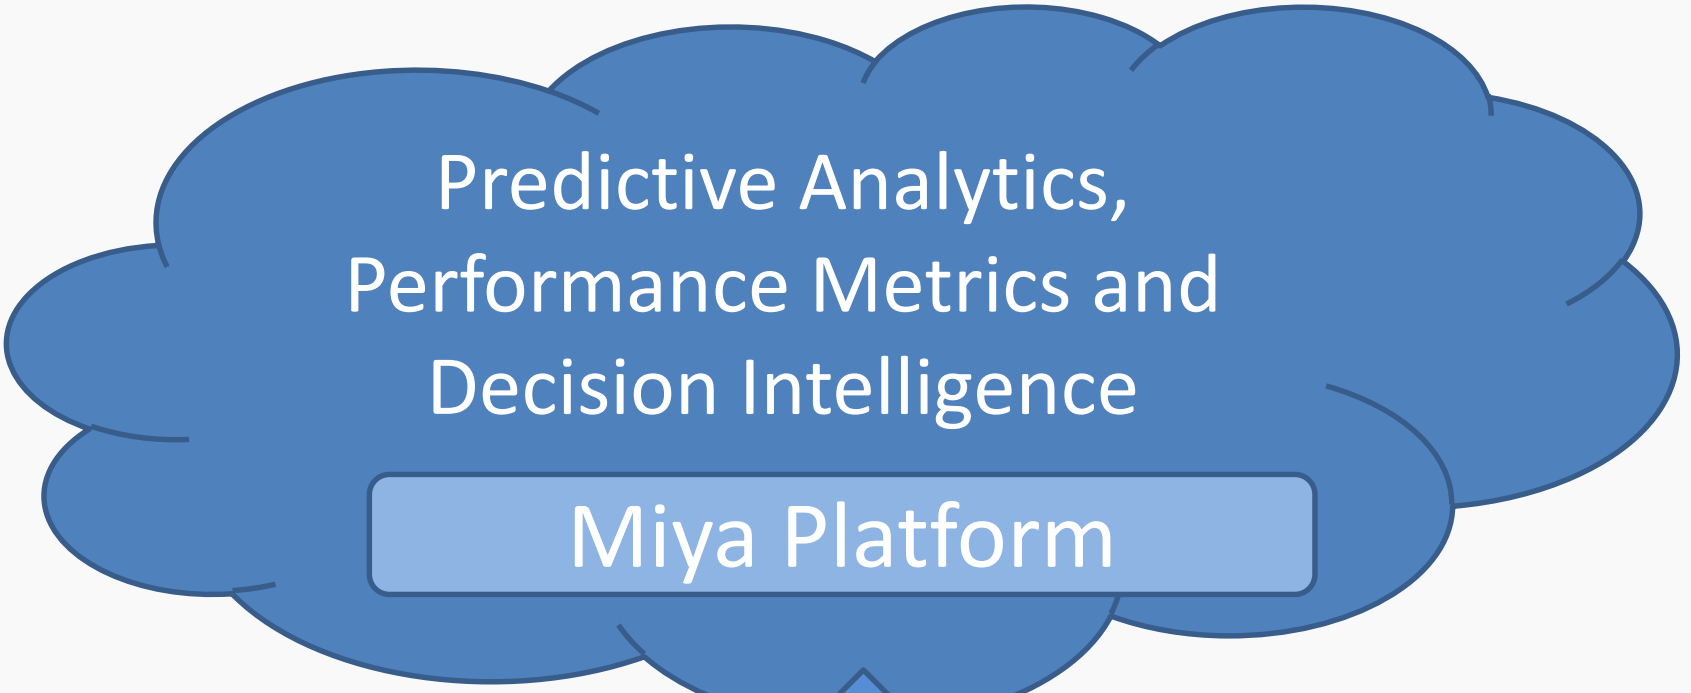 Predictive Analytics,
Performance Metrics and
Decision Intelligence
Miya Platform